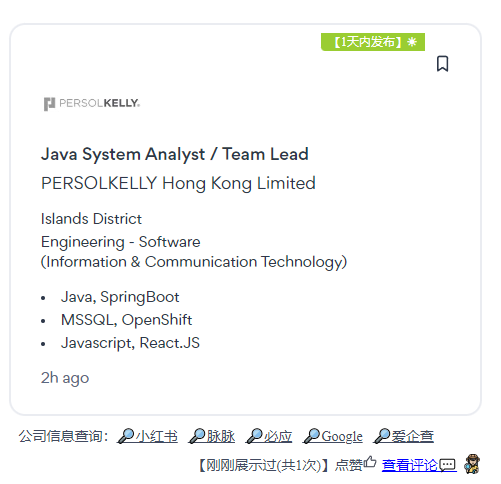 【1天内发布】☀
PERSOLKELLY
Java System Analyst / Team Lead
PERSOLKELLY Hong Kong Limited
Islands District
Engineering - Software
(Information & Communication Technology)
• Java, SpringBoot
• MSSQL, OpenShift
• Javascript, React.JS
2h ago
公司信息查询：🔎小红书 🔎脉脉 🔎必应 🔎Google 🔎爱企查
【刚刚展示过(共1次)】点赞👍 查看评论💬